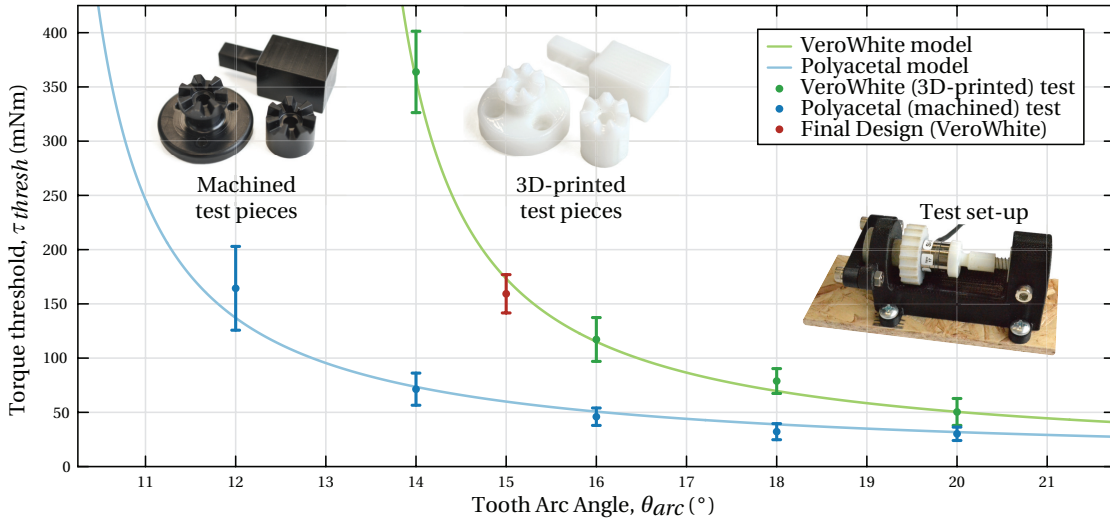 VeroWhite model
Polyacetal model
VeroWhite (3D-printed) test
Polyacetal (machined) test
Final Design (VeroWhite)
Machined
test pieces
3D-printed
test pieces
Test set-up
Torque threshold, τthresh (mNm)
400
350
300
250
200
150
100
50
0
11 12 13 14 15 16 17 18 19 20 21
Tooth Arc Angle, θarc (°)